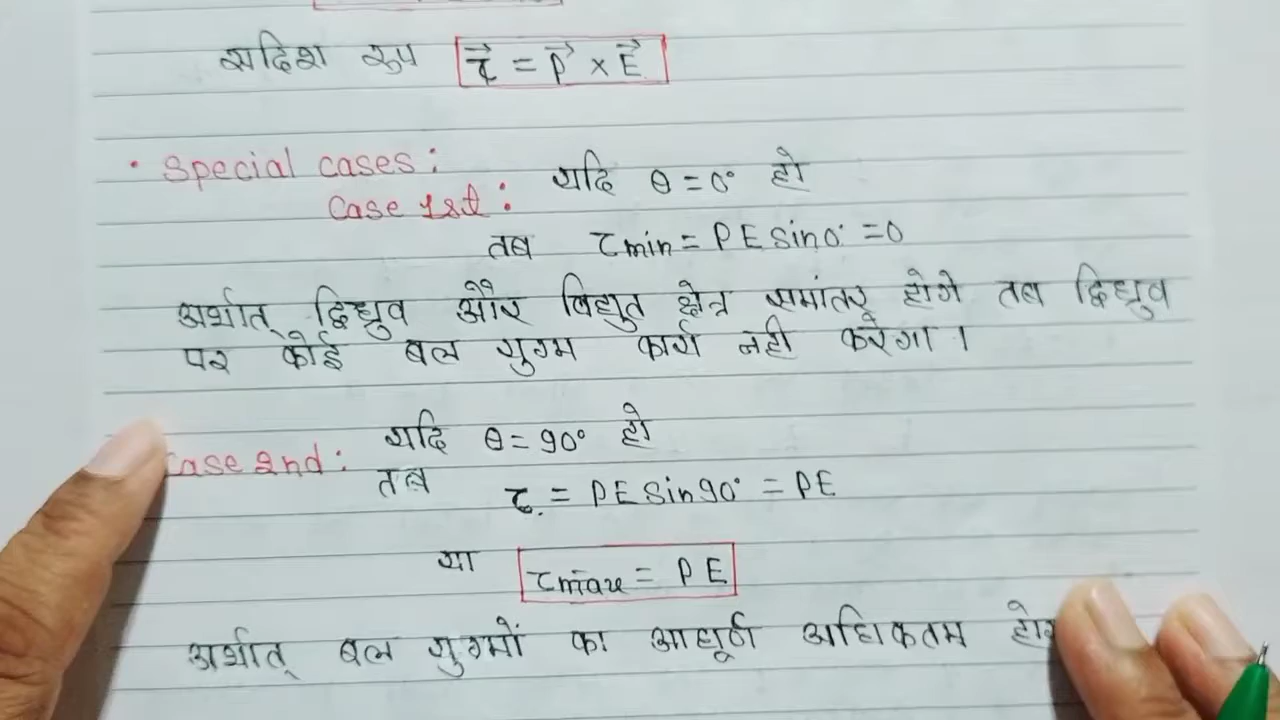 सदिश रूप τ⃗ = P⃗ × E⃗
• Special cases:
Case 1st: यदि θ = 0° हो
तब τmin = PE sin0° = 0
अर्थात् द्विध्रुव और विद्युत क्षेत्र समांतर होगे तब द्विध्रुव
पर कोई बल युग्म कार्य नही करेगा।
Case 2nd: यदि θ = 90° हो
तब τ = PE sin90° = PE
या τmax = PE
अर्थात् बल युग्मों का आघूर्ण अधिकतम